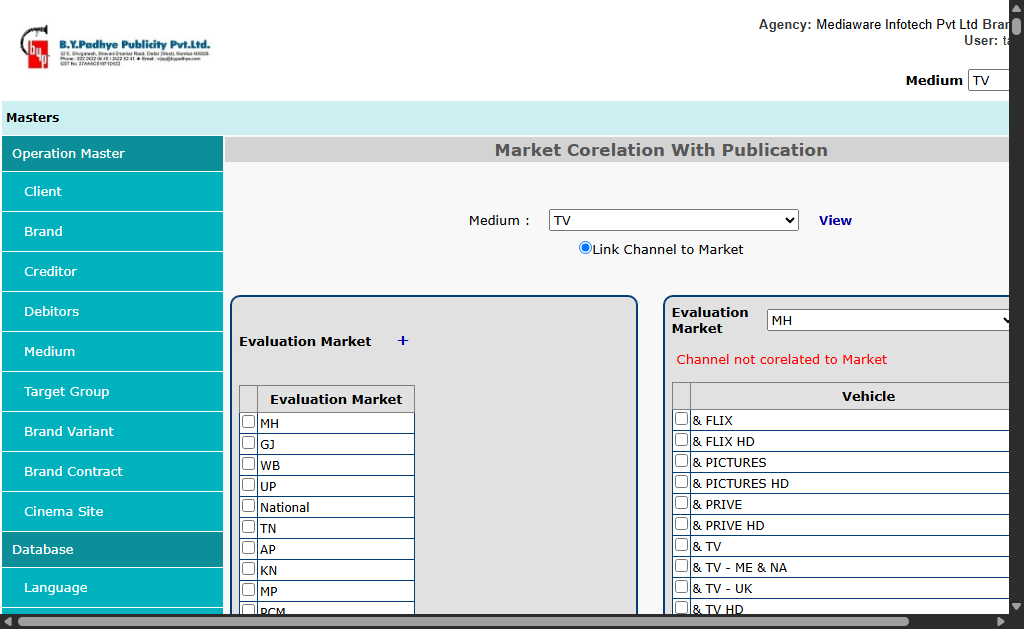 Agency: Mediaware Infotech Pvt Ltd Bran
User: ta
B.Y.Padhye Publicity Pvt.Ltd.
Medium TV
Masters
Operation Master
Client
Brand
Creditor
Debitors
Medium
Target Group
Brand Variant
Brand Contract
Cinema Site
Database
Language
Market Corelation With Publication
Medium : TV View
Link Channel to Market
Evaluation Market +
Evaluation Market
MH
GJ
WB
UP
National
TN
AP
KN
MP
PCM
Evaluation
Market
MH
Channel not corelated to Market
Vehicle
& FLIX
& FLIX HD
& PICTURES
& PICTURES HD
& PRIVE
& PRIVE HD
& TV
& TV - ME & NA
& TV - UK
& TV HD